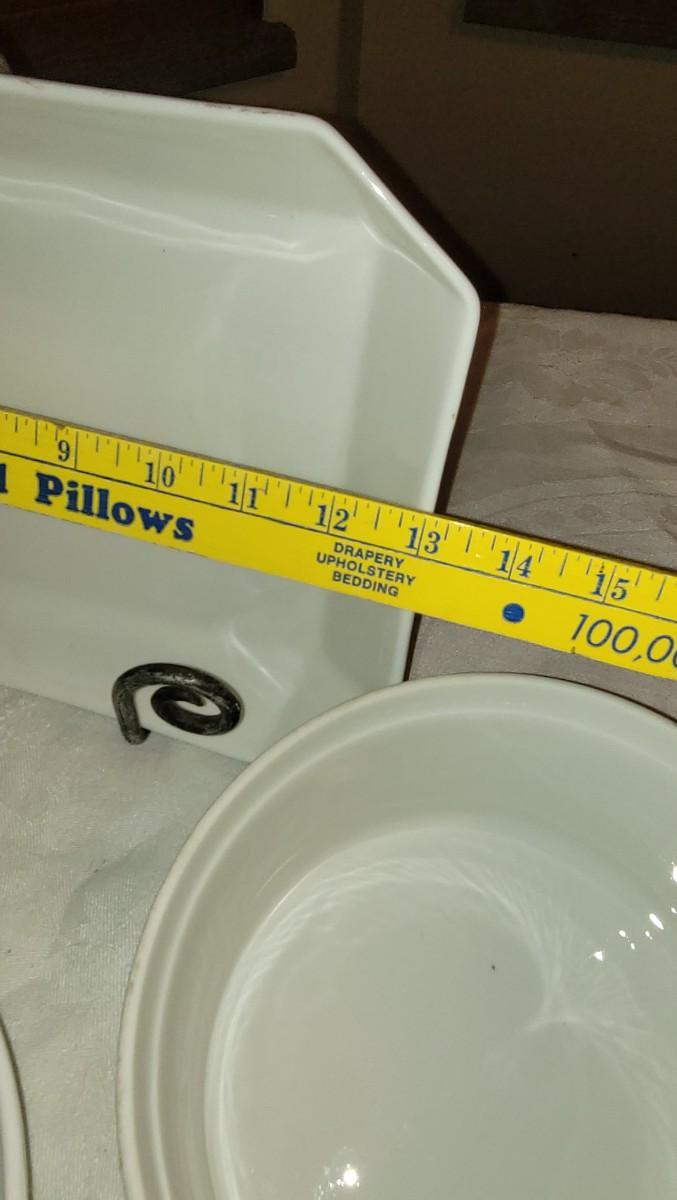 9 10 11 12 13 14 15
Pillows
DRAPERY
UPHOLSTERY
BEDDING